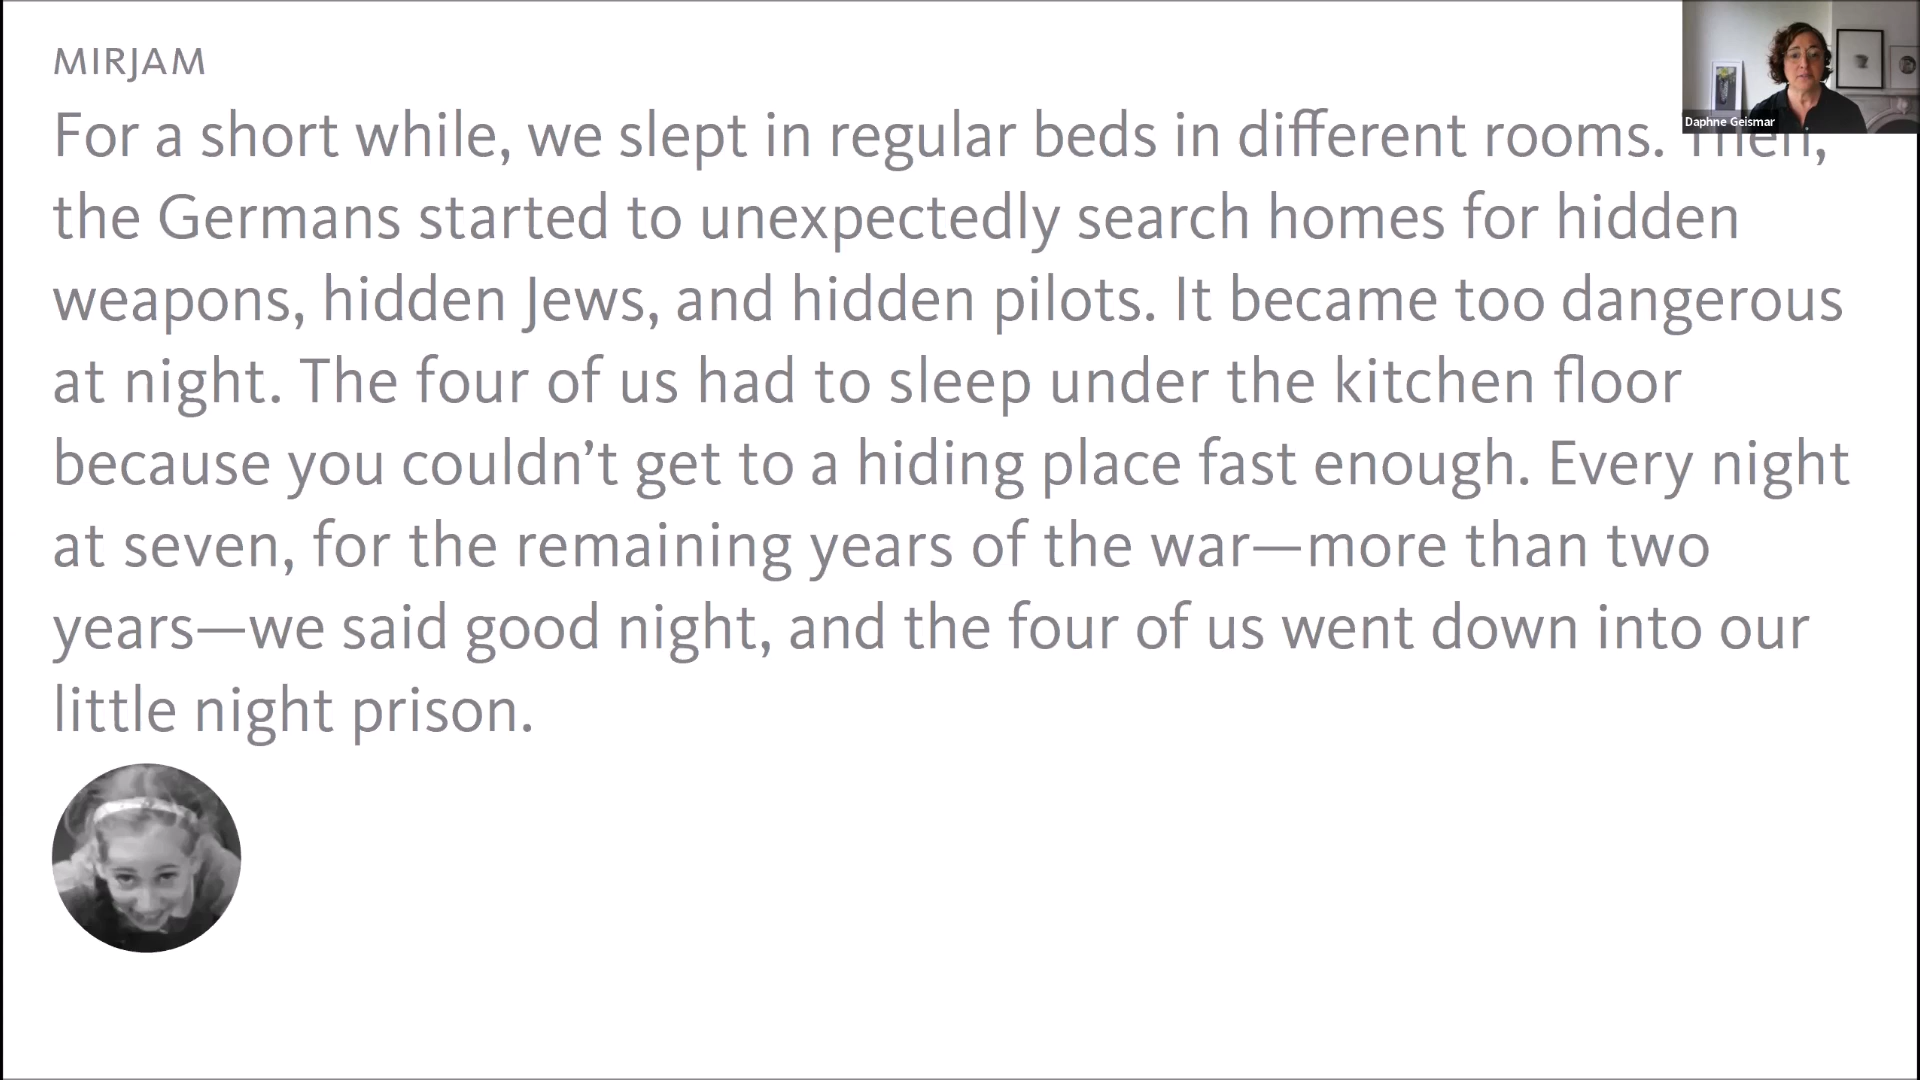 MIRJAM
For a short while, we slept in regular beds in different rooms. Then,
the Germans started to unexpectedly search homes for hidden
weapons, hidden Jews, and hidden pilots. It became too dangerous
at night. The four of us had to sleep under the kitchen floor
because you couldn’t get to a hiding place fast enough. Every night
at seven, for the remaining years of the war—more than two
years—we said good night, and the four of us went down into our
little night prison.
Daphne Geismar